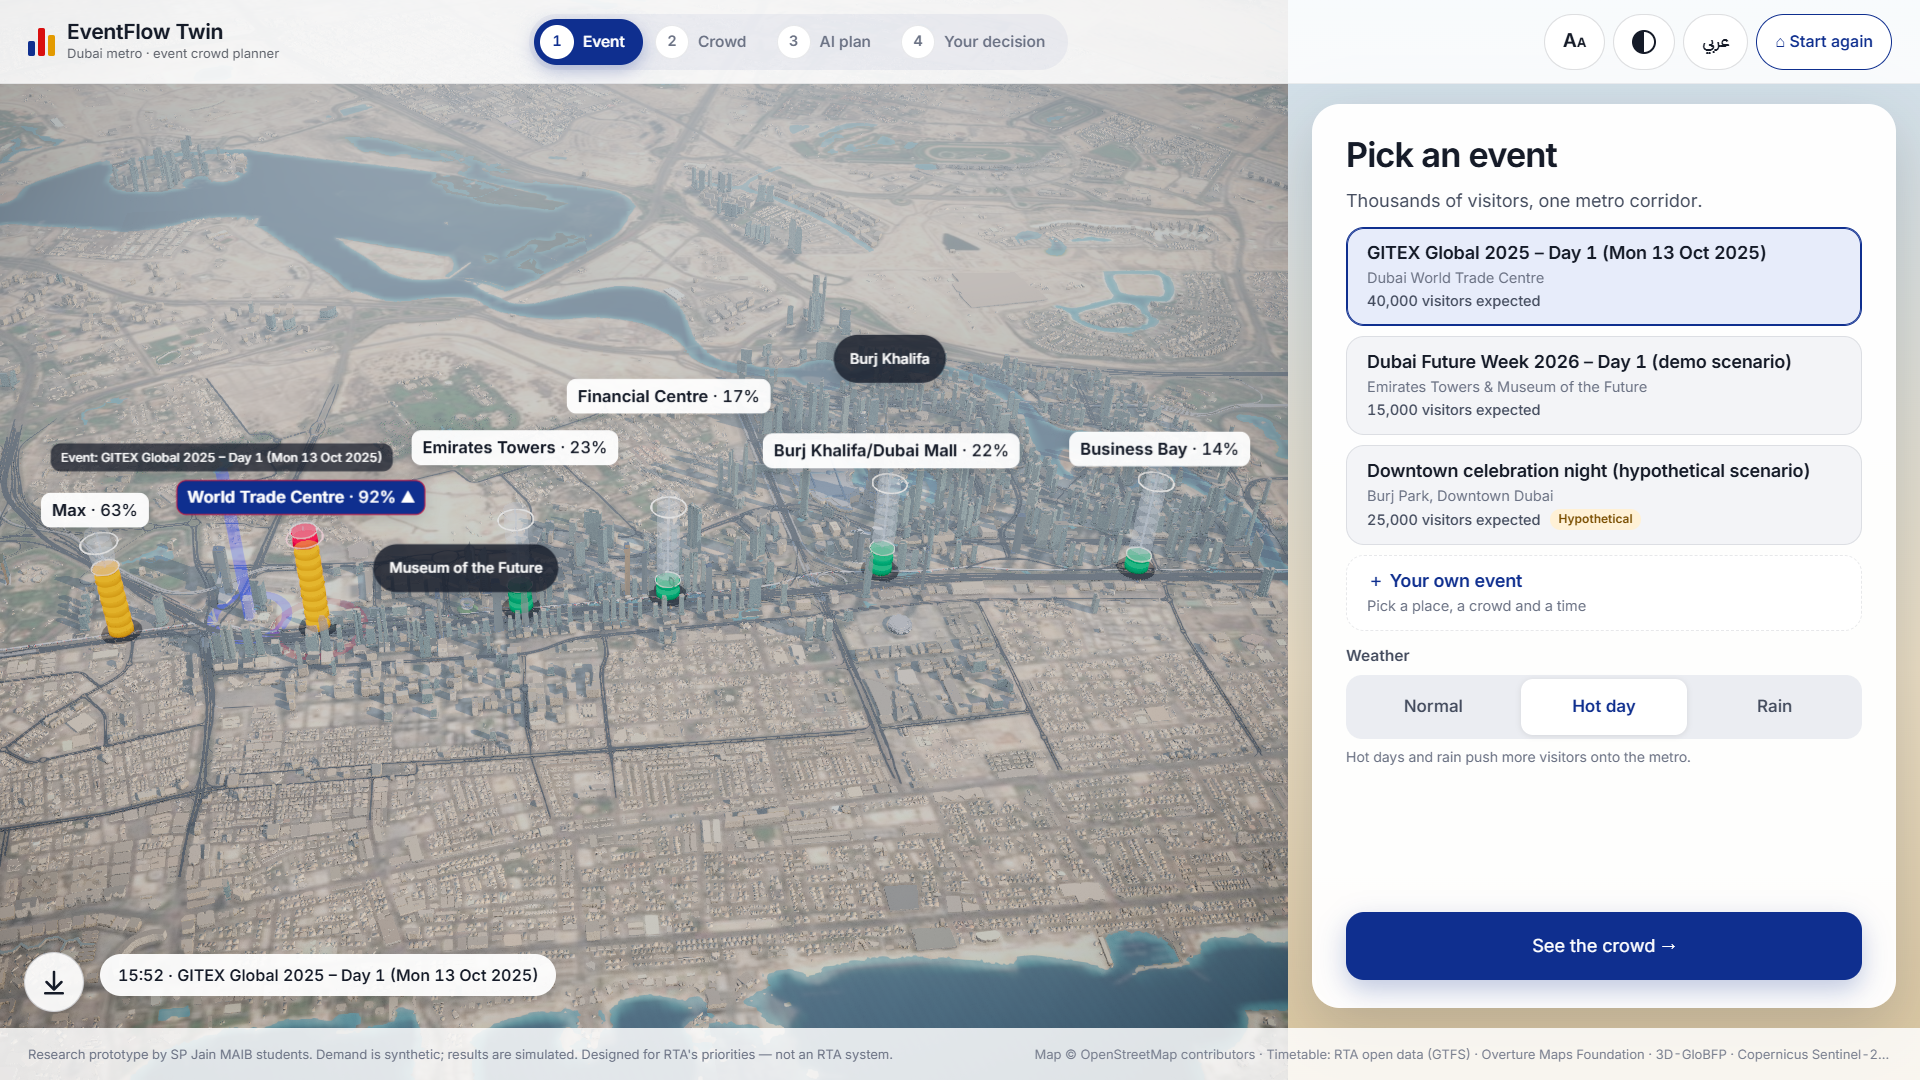 EventFlow Twin
Dubai metro · event crowd planner
1 Event
2 Crowd
3 AI plan
4 Your decision
AA
عربي
⌂ Start again
Burj Khalifa
Financial Centre · 17%
Emirates Towers · 23%
Burj Khalifa/Dubai Mall · 22%
Business Bay · 14%
Event: GITEX Global 2025 – Day 1 (Mon 13 Oct 2025)
World Trade Centre · 92% ▲
Max · 63%
Museum of the Future
15:52 · GITEX Global 2025 – Day 1 (Mon 13 Oct 2025)
Pick an event
Thousands of visitors, one metro corridor.
GITEX Global 2025 – Day 1 (Mon 13 Oct 2025)
Dubai World Trade Centre
40,000 visitors expected
Dubai Future Week 2026 – Day 1 (demo scenario)
Emirates Towers & Museum of the Future
15,000 visitors expected
Downtown celebration night (hypothetical scenario)
Burj Park, Downtown Dubai
25,000 visitors expected Hypothetical
+ Your own event
Pick a place, a crowd and a time
Weather
Normal
Hot day
Rain
Hot days and rain push more visitors onto the metro.
See the crowd →
Research prototype by SP Jain MAIB students. Demand is synthetic; results are simulated. Designed for RTA's priorities — not an RTA system.
Map © OpenStreetMap contributors · Timetable: RTA open data (GTFS) · Overture Maps Foundation · 3D-GloBFP · Copernicus Sentinel-2...